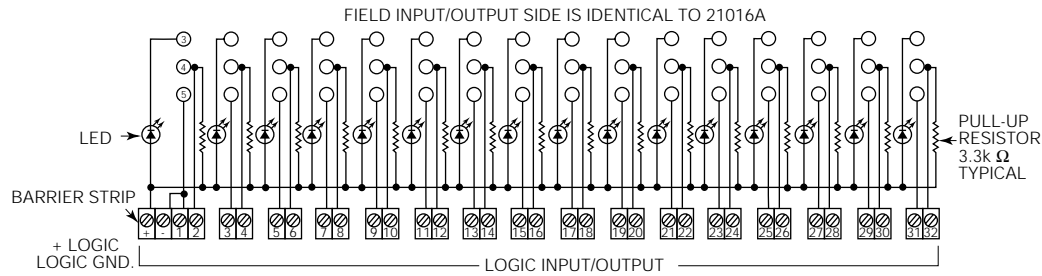 FIELD INPUT/OUTPUT SIDE IS IDENTICAL TO 21016A
3
4
5
LED
PULL-UP
RESISTOR
3.3k Ω
TYPICAL
BARRIER STRIP
+ - 1 2 3 4 5 6 7 8 9 10 11 12 13 14 15 16 17 18 19 20 21 22 23 24 25 26 27 28 29 30 31 32
+ LOGIC
LOGIC GND.
LOGIC INPUT/OUTPUT